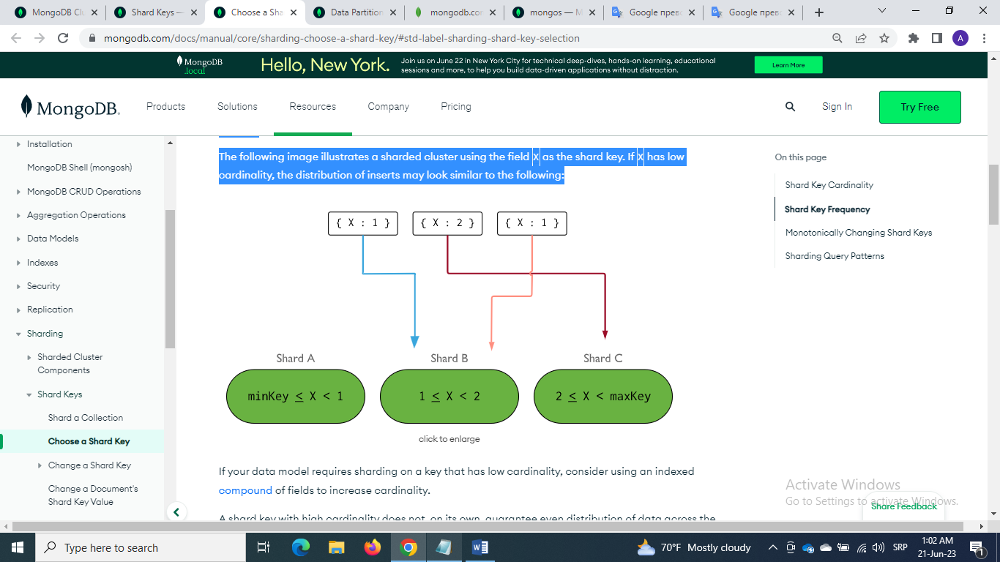 MongoDB Cl
Shard Keys —
Choose a Sha
Data Partition
mongodb.com
mongos — M
Google прев
Google прев
mongodb.com/docs/manual/core/sharding-choose-a-shard-key/#std-label-sharding-shard-key-selection
A
MongoDB
.local
Hello, New York.
Join us on June 22 in New York City for technical deep-dives, hands-on learning, educational
sessions and more, to help you build data-driven applications without distraction.
Learn More
MongoDB.
Products
Solutions
Resources
Company
Pricing
Sign In
Try Free
Installation
MongoDB Shell (mongosh)
MongoDB CRUD Operations
Aggregation Operations
Data Models
Indexes
Security
Replication
Sharding
Sharded Cluster
Components
Shard Keys
Shard a Collection
Choose a Shard Key
Change a Shard Key
Change a Document's
Shard Key Value
The following image illustrates a sharded cluster using the field X as the shard key. If X has low
cardinality, the distribution of inserts may look similar to the following:
{ X : 1 }
{ X : 2 }
{ X : 1 }
Shard A
Shard B
Shard C
minKey ≤ X < 1
1 ≤ X < 2
2 ≤ X < maxKey
click to enlarge
If your data model requires sharding on a key that has low cardinality, consider using an indexed
compound of fields to increase cardinality.
A shard key with high cardinality does not, on its own, guarantee even distribution of data across the
On this page
Shard Key Cardinality
Shard Key Frequency
Monotonically Changing Shard Keys
Sharding Query Patterns
Activate Windows
Go to Settings to activate Windows.
Share Feedback
Type here to search
70°F Mostly cloudy
SRP
1:02 AM
21-Jun-23
1